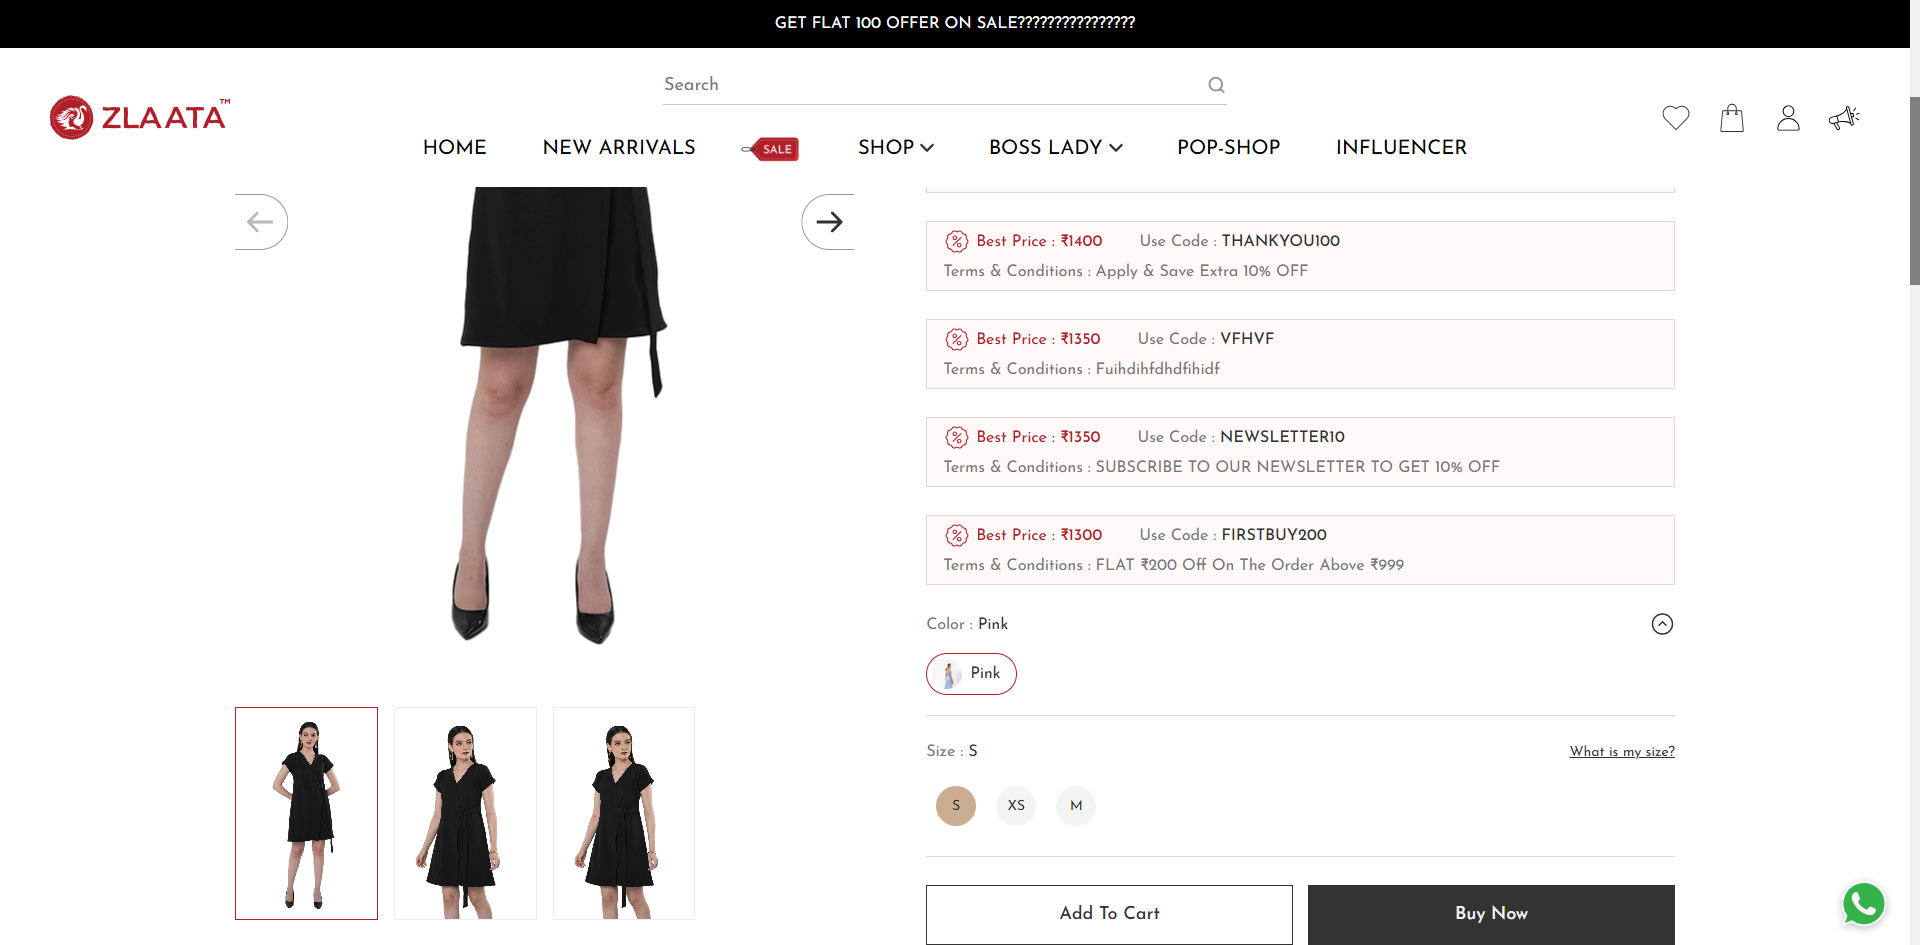 GET FLAT 100 OFFER ON SALE????????????????
Search
ZLAATA™
HOME
NEW ARRIVALS
SALE
SHOP
BOSS LADY
POP-SHOP
INFLUENCER
Best Price : ₹1400 Use Code : THANKYOU100
Terms & Conditions : Apply & Save Extra 10% OFF
Best Price : ₹1350 Use Code : VFHVF
Terms & Conditions : Fuihdihfdhdfihidf
Best Price : ₹1350 Use Code : NEWSLETTER10
Terms & Conditions : SUBSCRIBE TO OUR NEWSLETTER TO GET 10% OFF
Best Price : ₹1300 Use Code : FIRSTBUY200
Terms & Conditions : FLAT ₹200 Off On The Order Above ₹999
Color : Pink
Pink
Size : S
What is my size?
S XS M
Add To Cart
Buy Now